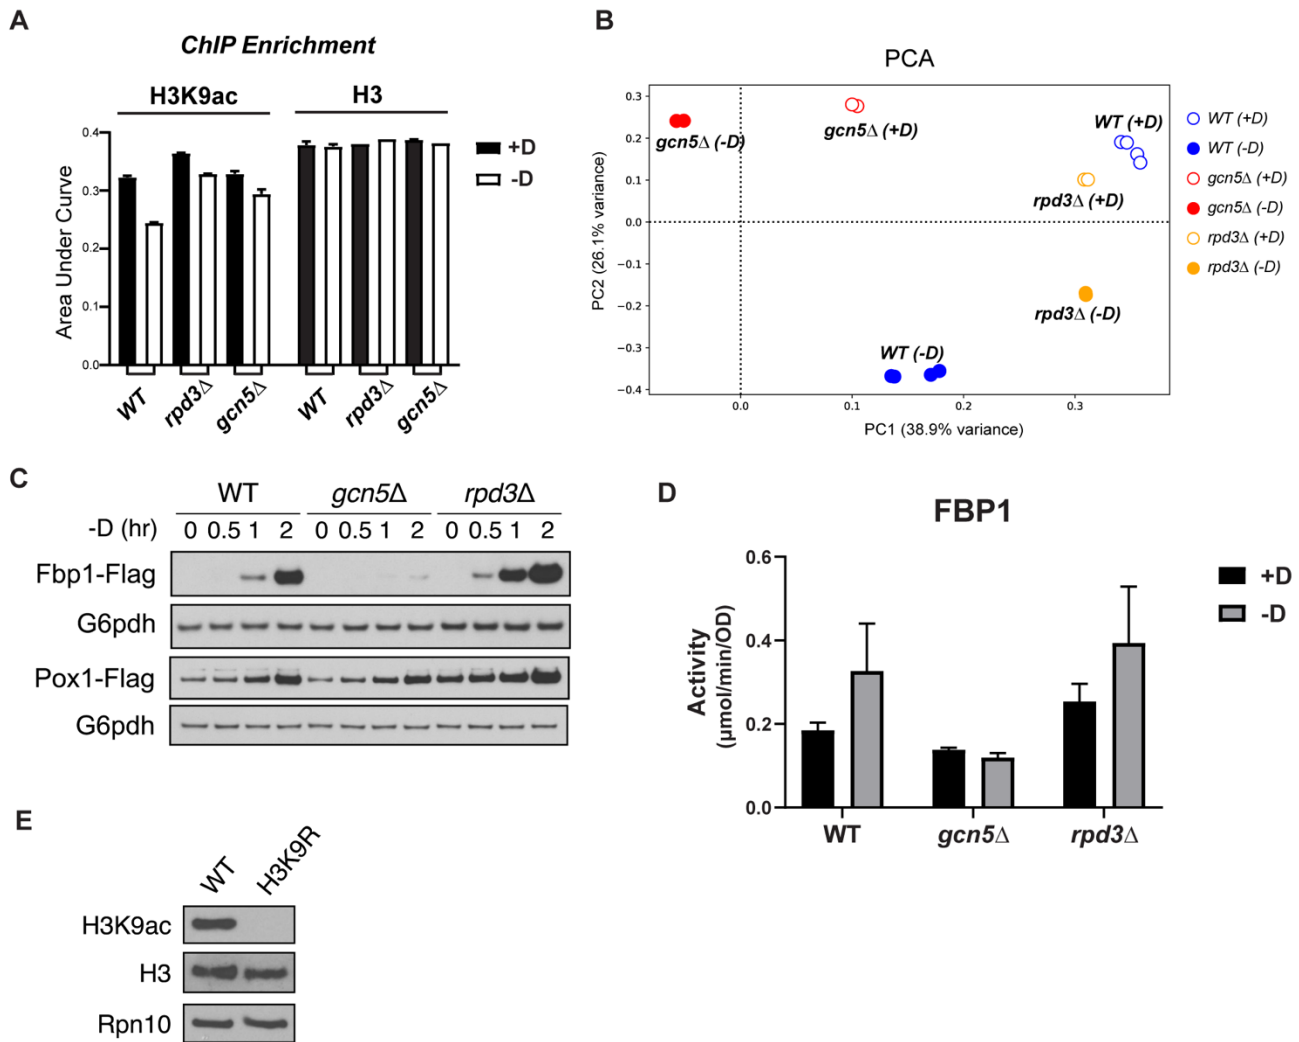 A
ChIP Enrichment
H3K9ac
H3
Area Under Curve
0.4
0.3
0.2
0.1
0.0
WT
rpd3Δ
gcn5Δ
WT
rpd3Δ
gcn5Δ
+D
-D
B
PCA
PC2 (26.1% variance)
0.3
0.2
0.1
0.0
−0.1
−0.2
−0.3
−0.4
gcn5Δ (-D)
gcn5Δ (+D)
WT (+D)
rpd3Δ (+D)
rpd3Δ (-D)
WT (-D)
0.0
0.1
0.2
0.3
PC1 (38.9% variance)
WT (+D)
WT (-D)
gcn5Δ (+D)
gcn5Δ (-D)
rpd3Δ (+D)
rpd3Δ (-D)
C
WT gcn5Δ rpd3Δ
-D (hr) 0 0.5 1 2 0 0.5 1 2 0 0.5 1 2
Fbp1-Flag
G6pdh
Pox1-Flag
G6pdh
D
FBP1
Activity
(μmol/min/OD)
0.6
0.4
0.2
0.0
WT
gcn5Δ
rpd3Δ
+D
-D
E
WT
H3K9R
H3K9ac
H3
Rpn10